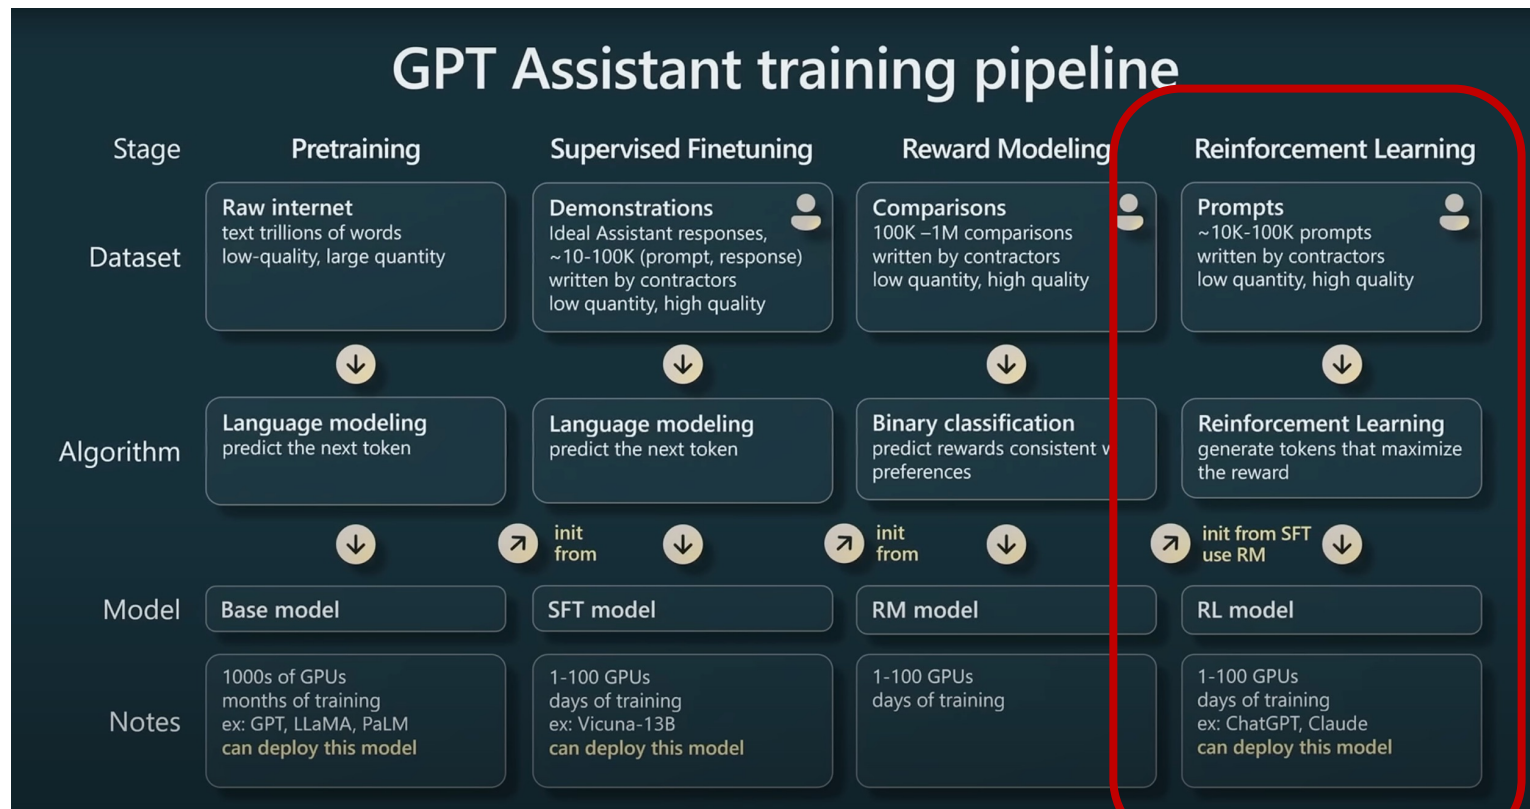 GPT Assistant training pipeline
Stage
Pretraining
Supervised Finetuning
Reward Modeling
Reinforcement Learning
Dataset
Raw internet
text trillions of words
low-quality, large quantity
Demonstrations
Ideal Assistant responses,
~10-100K (prompt, response)
written by contractors
low quantity, high quality
Comparisons
100K –1M comparisons
written by contractors
low quantity, high quality
Prompts
~10K-100K prompts
written by contractors
low quantity, high quality
Algorithm
Language modeling
predict the next token
Language modeling
predict the next token
Binary classification
predict rewards consistent
preferences
Reinforcement Learning
generate tokens that maximize
the reward
init
from
init
from
init from SFT
use RM
Model
Base model
SFT model
RM model
RL model
Notes
1000s of GPUs
months of training
ex: GPT, LLaMA, PaLM
can deploy this model
1-100 GPUs
days of training
ex: Vicuna-13B
can deploy this model
1-100 GPUs
days of training
1-100 GPUs
days of training
ex: ChatGPT, Claude
can deploy this model